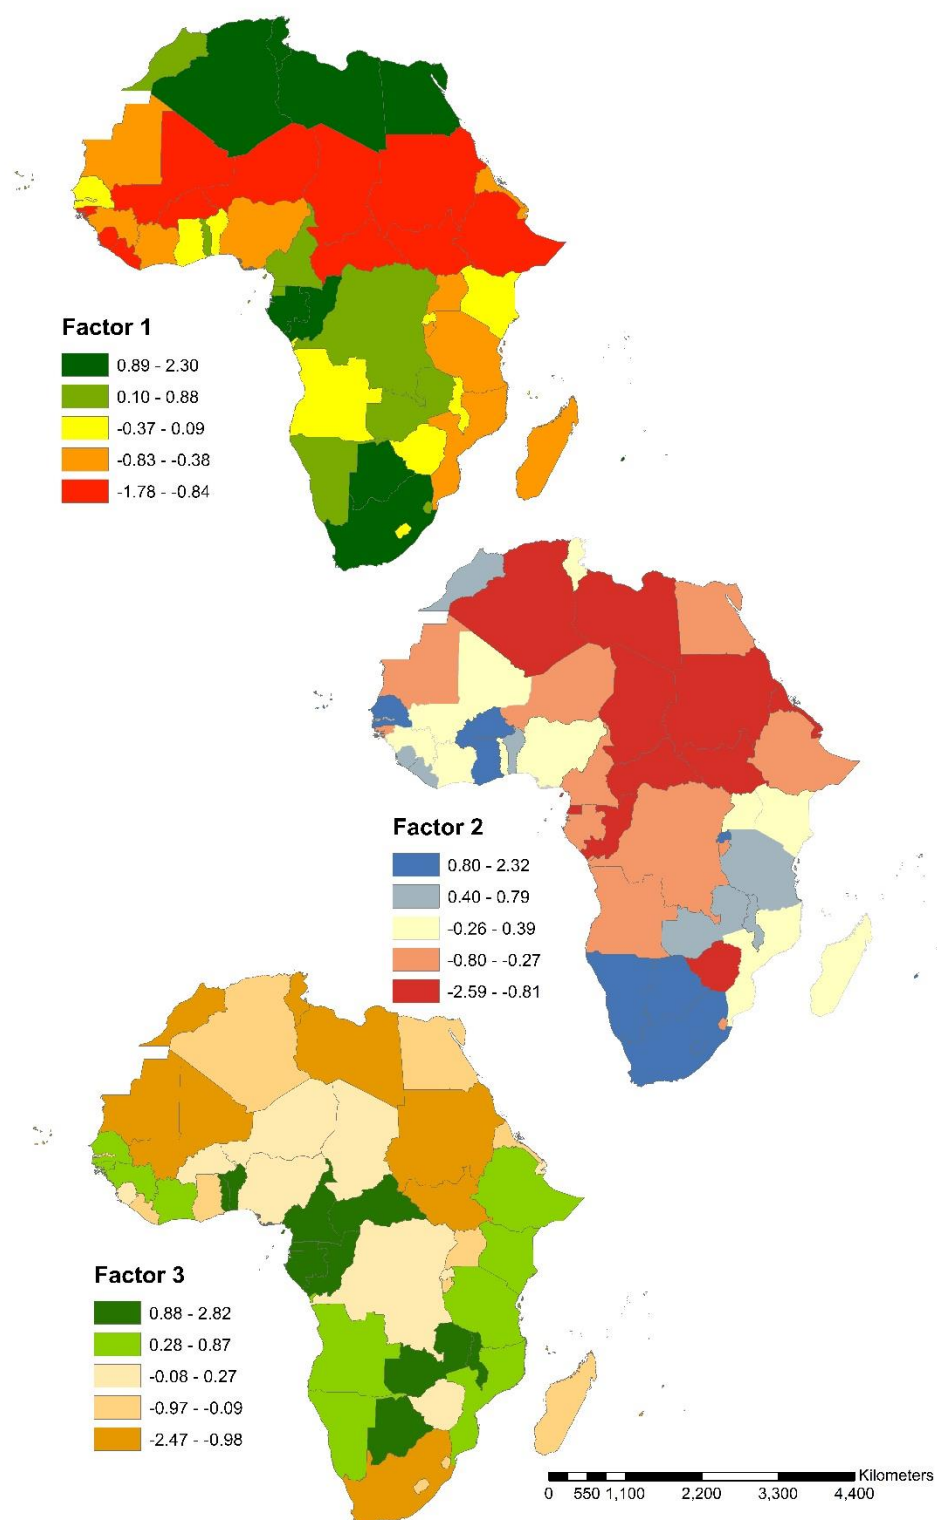 Factor 1
0.89 - 2.30
0.10 - 0.88
-0.37 - 0.09
-0.83 - -0.38
-1.78 - -0.84
Factor 2
0.80 - 2.32
0.40 - 0.79
-0.26 - 0.39
-0.80 - -0.27
-2.59 - -0.81
Factor 3
0.88 - 2.82
0.28 - 0.87
-0.08 - 0.27
-0.97 - -0.09
-2.47 - -0.98
Kilometers
0 550 1,100 2,200 3,300 4,400